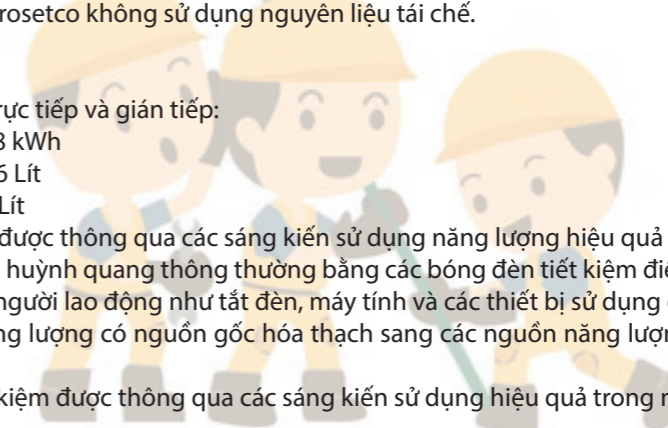 rosetco không sử dụng nguyên liệu tái chế.
rực tiếp và gián tiếp:
8 kWh
6 Lít
Lít
được thông qua các sáng kiến sử dụng năng lượng hiệu quả
huỳnh quang thông thường bằng các bóng đèn tiết kiệm điệ
người lao động như tắt đèn, máy tính và các thiết bị sử dụng
ng lượng có nguồn gốc hóa thạch sang các nguồn năng lượn
kiệm được thông qua các sáng kiến sử dụng hiệu quả trong